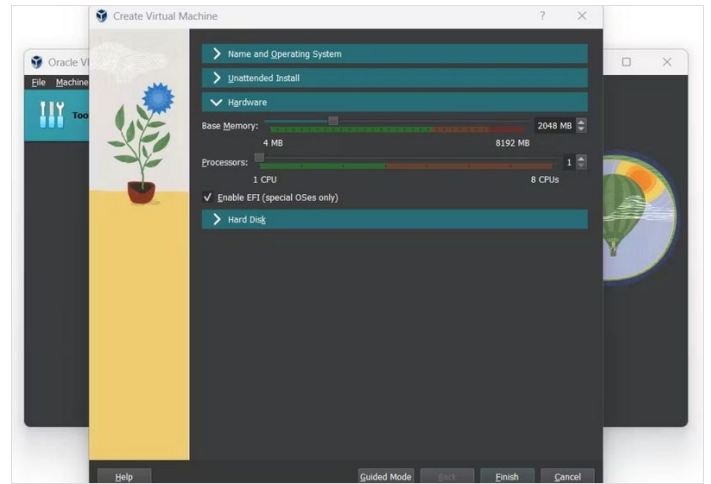 Create Virtual Machine
?
Oracle V
File Machine
Too
Name and Operating System
Unattended Install
Hardware
Base Memory:
2048 MB
4 MB
8192 MB
Processors:
1
1 CPU
8 CPUs
Enable EFI (special OSes only)
Hard Disk
Help
Guided Mode
Back
Finish
Cancel